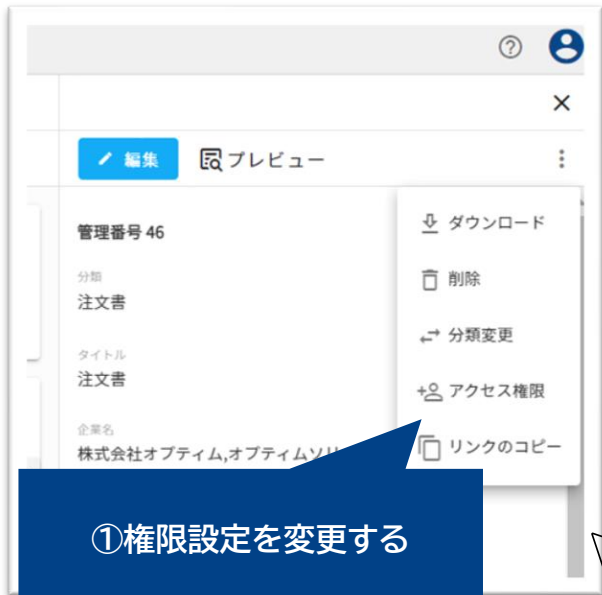 編集
プレビュー
管理番号 46
分類
注文書
タイトル
注文書
企業名
株式会社オプティム,オプティムソリ
ダウンロード
削除
分類変更
アクセス権限
リンクのコピー
①権限設定を変更する